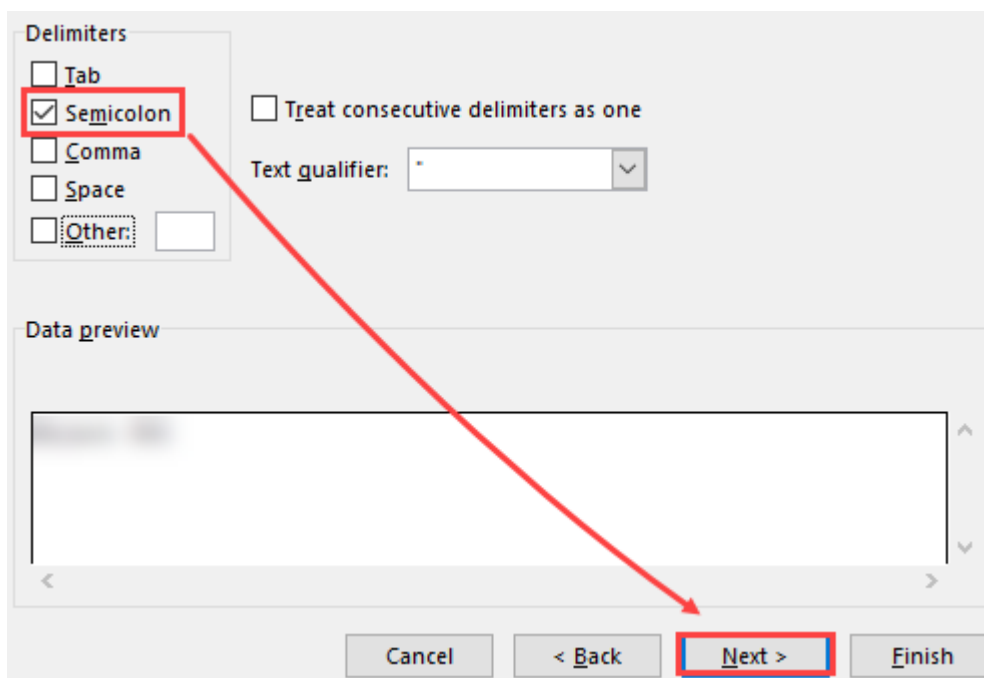 Delimiters
Tab
Semicolon
Comma
Space
Other:
Treat consecutive delimiters as one
Text qualifier: "
Data preview
Cancel < Back Next > Finish